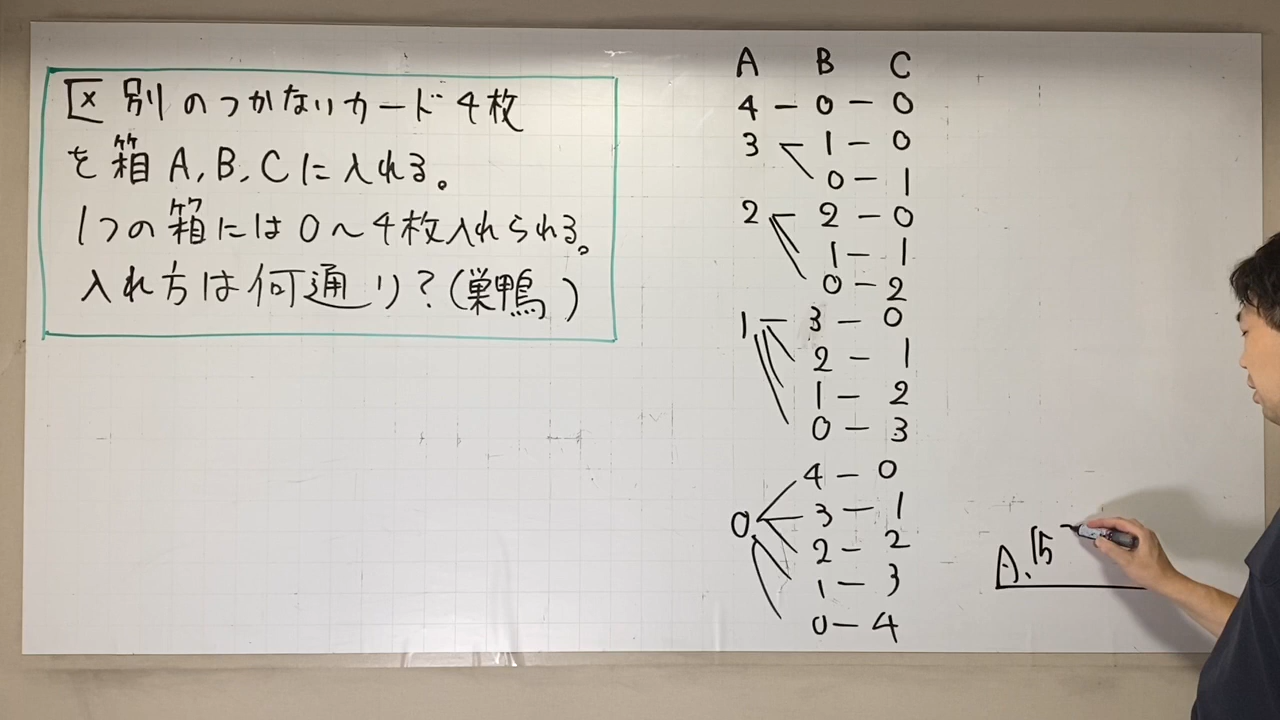 区別のつかないカード4枚
を箱A,B,Cに入れる。
1つの箱には0～4枚入れられる。
入れ方は何通り?(巣鴨)
A B C
4-0-0
3 1-0
0-1
2 2-0
1-1
0-2
1-3-0
2-1
1-2
0-3
4-0
0 3-1
2-2
1-3
0-4
A.15